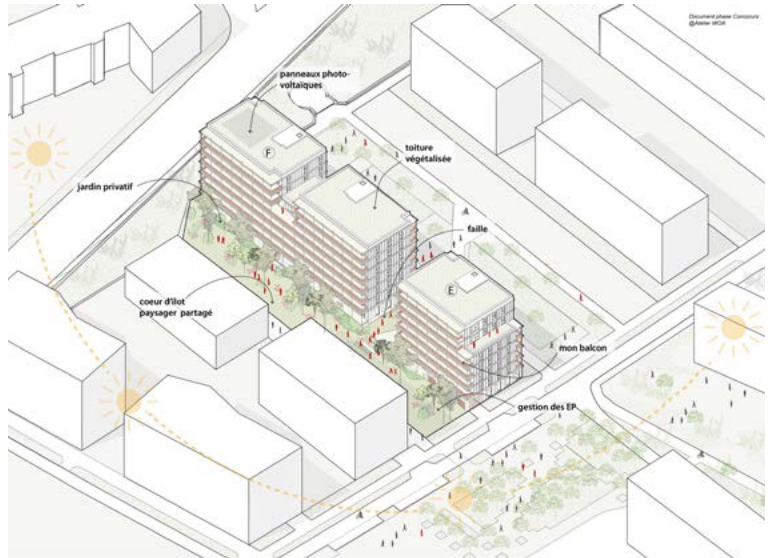 Document phase Concours
@Atelier WOA
panneaux photo-
voltaïques
F
toiture
végétalisée
jardin privatif
faille
E
coeur d'îlot
paysager partagé
mon balcon
gestion des EP